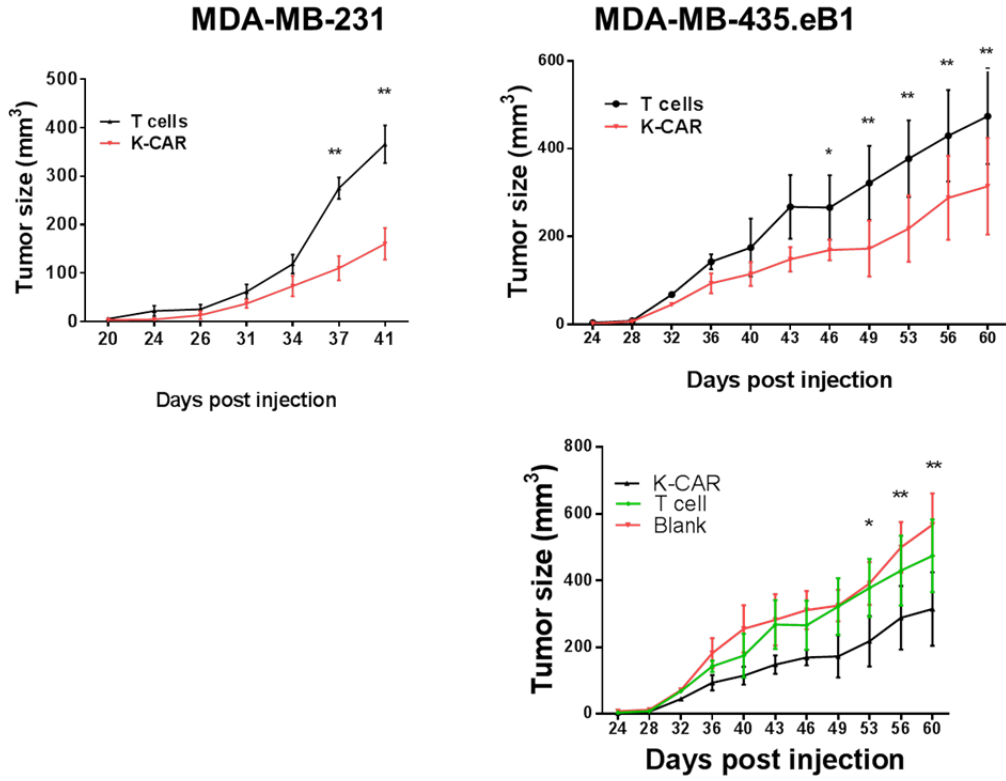 MDA-MB-231
Tumor size (mm³)
500
400
300
200
100
0
T cells
K-CAR
**
**
20 24 26 31 34 37 41
Days post injection
MDA-MB-435.eB1
Tumor size (mm³)
600
400
200
0
T cells
K-CAR
* ** ** ** **
24 28 32 36 40 43 46 49 53 56 60
Days post injection
Tumor size (mm³)
800
600
400
200
0
K-CAR
T cell
Blank
* ** **
24 28 32 36 40 43 46 49 53 56 60
Days post injection